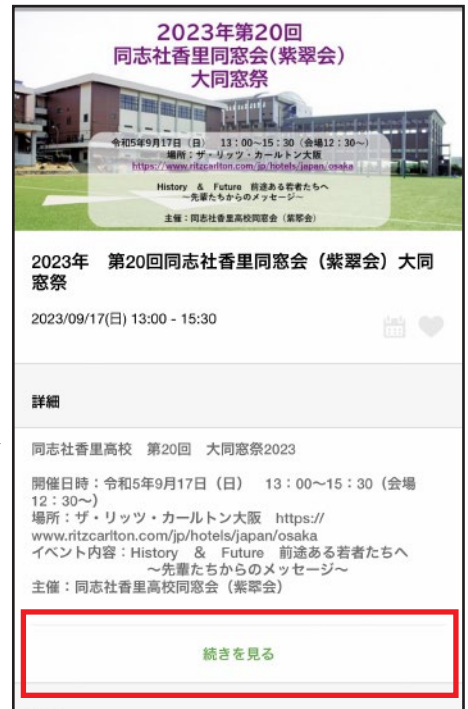 2023年第20回
同志社香里同窓会(紫翠会)
大同窓祭
令和5年9月17日（日）　13：00～15：30（会場12：30～）
場所：ザ・リッツ・カールトン大阪
https://www.ritzcarlton.com/jp/hotels/japan/osaka
History　&　Future　前途ある若者たちへ
～先輩たちからのメッセージ～
主催：同志社香里高校同窓会（紫翠会）
2023年　第20回同志社香里同窓会（紫翠会）大同
窓祭
2023/09/17(日) 13:00 - 15:30
詳細
同志社香里高校　第20回　大同窓祭2023
開催日時：令和5年9月17日（日）　13：00～15：30（会場
12：30～）
場所：ザ・リッツ・カールトン大阪　https://
www.ritzcarlton.com/jp/hotels/japan/osaka
イベント内容：History　&　Future　前途ある若者たちへ
～先輩たちからのメッセージ～
主催：同志社香里高校同窓会（紫翠会）
続きを見る